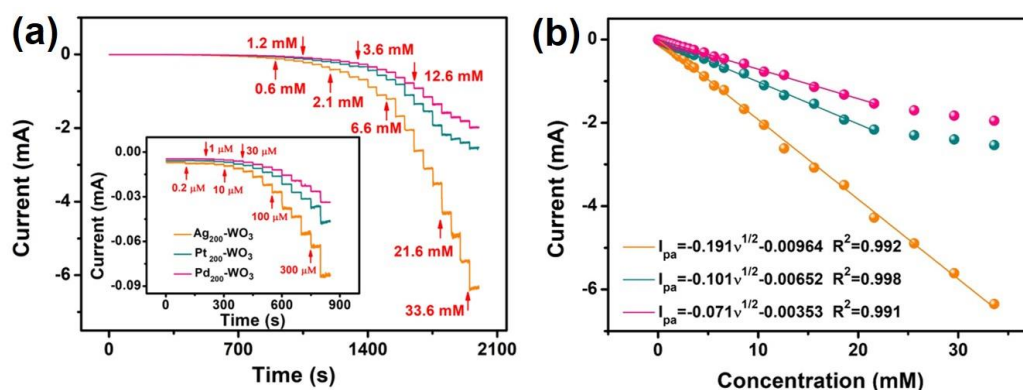 (a)
Current (mA)
0
-2
-4
-6
1.2 mM
3.6 mM
12.6 mM
0.6 mM
2.1 mM
6.6 mM
21.6 mM
33.6 mM
Current (mA)
0.00
-0.03
-0.06
-0.09
1 μM
30 μM
0.2 μM
10 μM
100 μM
300 μM
Ag200-WO3
Pt200-WO3
Pd200-WO3
0 300 600 900
Time (s)
0 700 1400 2100
Time (s)
(b)
Current (mA)
0
-2
-4
-6
Ipa=-0.191ν1/2-0.00964 R2=0.992
Ipa=-0.101ν1/2-0.00652 R2=0.998
Ipa=-0.071ν1/2-0.00353 R2=0.991
0 10 20 30
Concentration (mM)